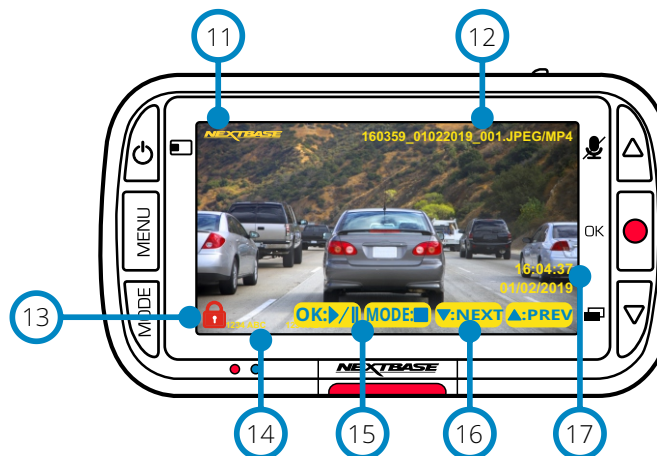 11
12
NEXTBASE
160359_01022019_001.JPEG/MP4
MENU
OK
16:04:37
01/02/2019
13
MODE
OK:▶/II
MODE:■
▼:NEXT
▲:PREV
NEXTBASE
14
15
16
17